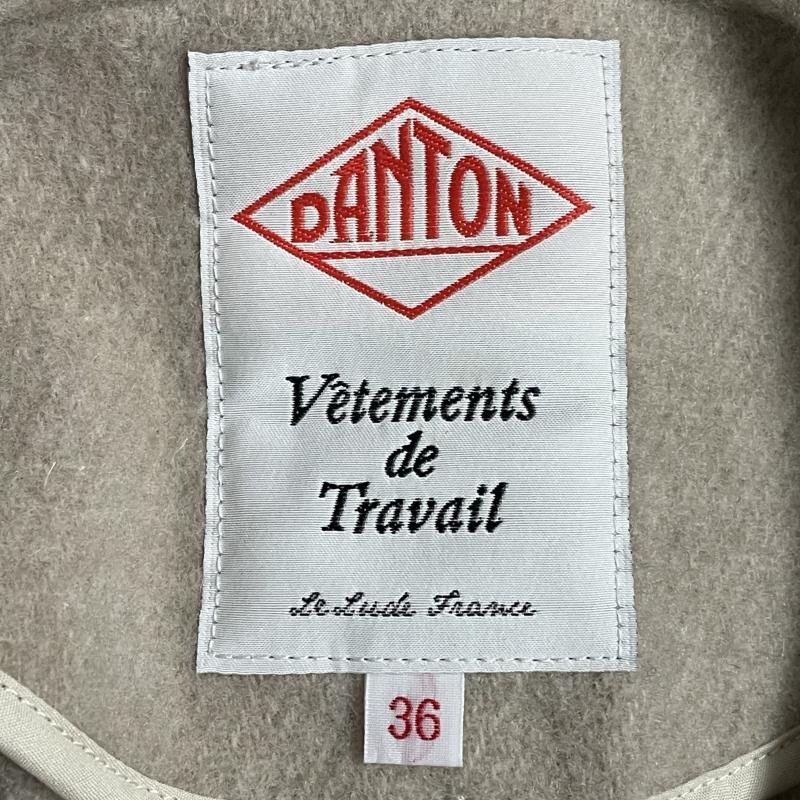 DANTON
Vêtements
de
Travail
Le Lude France
36